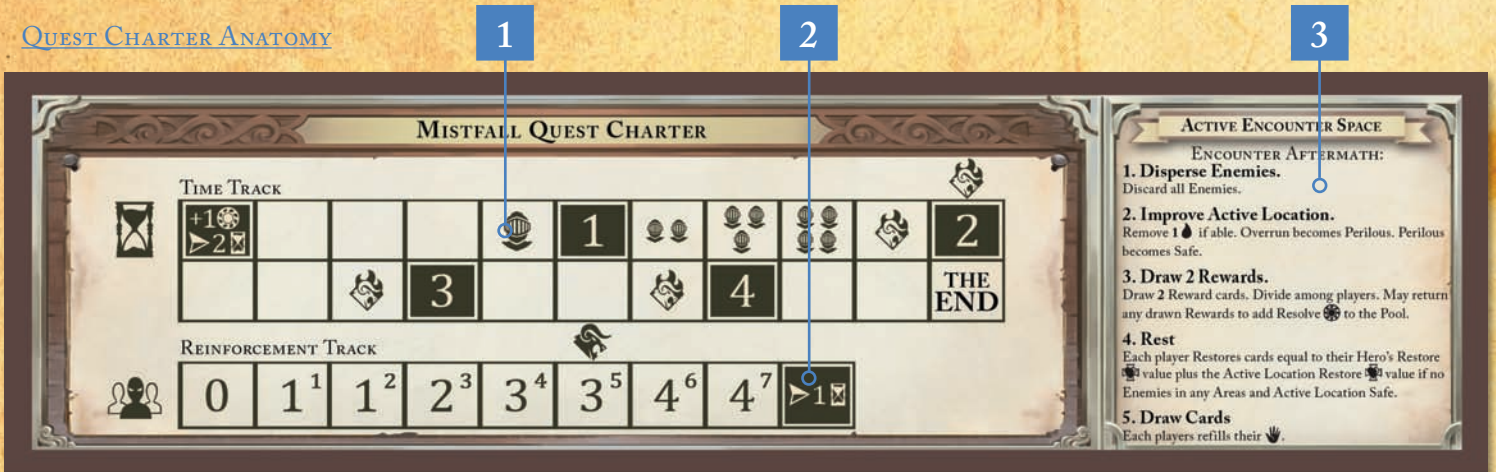 Quest Charter Anatomy
1
2
3
Mistfall Quest Charter
Time Track
+1
2
1
2
3
4
THE
END
Reinforcement Track
0
1 1
1 2
2 3
3 4
3 5
4 6
4 7
1
Active Encounter Space
Encounter Aftermath:
1. Disperse Enemies.
Discard all Enemies.
2. Improve Active Location.
Remove 1 if able. Overrun becomes Perilous. Perilous
becomes Safe.
3. Draw 2 Rewards.
Draw 2 Reward cards. Divide among players. May return
any drawn Rewards to add Resolve to the Pool.
4. Rest
Each player Restores cards equal to their Hero's Restore
value plus the Active Location Restore value if no
Enemies in any Areas and Active Location Safe.
5. Draw Cards
Each players refills their .